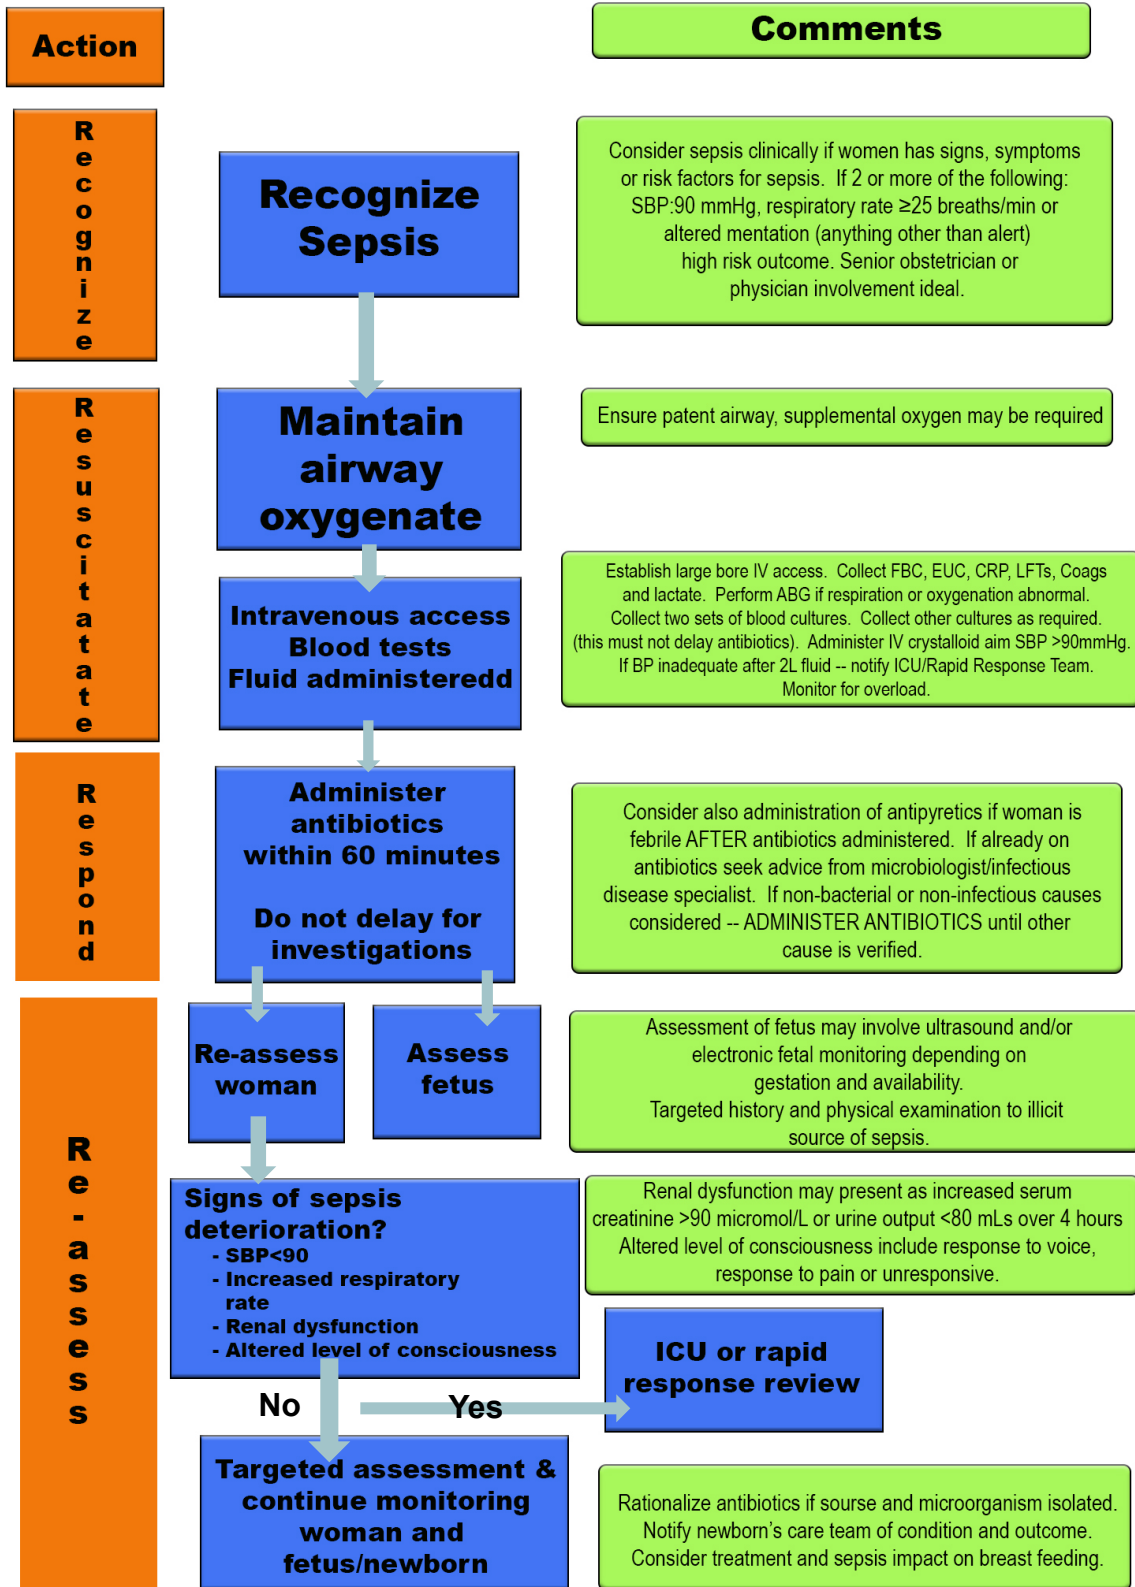 Action
Comments
Recognize
Recognize
Sepsis
Consider sepsis clinically if women has signs, symptoms
or risk factors for sepsis. If 2 or more of the following:
SBP:90 mmHg, respiratory rate ≥25 breaths/min or
altered mentation (anything other than alert)
high risk outcome. Senior obstetrician or
physician involvement ideal.
Resuscitatate
Maintain
airway
oxygenate
Ensure patent airway, supplemental oxygen may be required
Intravenous access
Blood tests
Fluid administeredd
Establish large bore IV access. Collect FBC, EUC, CRP, LFTs, Coags
and lactate. Perform ABG if respiration or oxygenation abnormal.
Collect two sets of blood cultures. Collect other cultures as required.
(this must not delay antibiotics). Administer IV crystalloid aim SBP >90mmHg.
If BP inadequate after 2L fluid -- notify ICU/Rapid Response Team.
Monitor for overload.
Respond
Administer
antibiotics
within 60 minutes
Do not delay for
investigations
Consider also administration of antipyretics if woman is
febrile AFTER antibiotics administered. If already on
antibiotics seek advice from microbiologist/infectious
disease specialist. If non-bacterial or non-infectious causes
considered -- ADMINISTER ANTIBIOTICS until other
cause is verified.
Re-assess
Re-assess
woman
Assess
fetus
Assessment of fetus may involve ultrasound and/or
electronic fetal monitoring depending on
gestation and availability.
Targeted history and physical examination to illicit
source of sepsis.
Signs of sepsis
deterioration?
- SBP<90
- Increased respiratory
rate
- Renal dysfunction
- Altered level of consciousness
Renal dysfunction may present as increased serum
creatinine >90 micromol/L or urine output <80 mLs over 4 hours
Altered level of consciousness include response to voice,
response to pain or unresponsive.
ICU or rapid
response review
No
Yes
Targeted assessment &
continue monitoring
woman and
fetus/newborn
Rationalize antibiotics if sourse and microorganism isolated.
Notify newborn's care team of condition and outcome.
Consider treatment and sepsis impact on breast feeding.